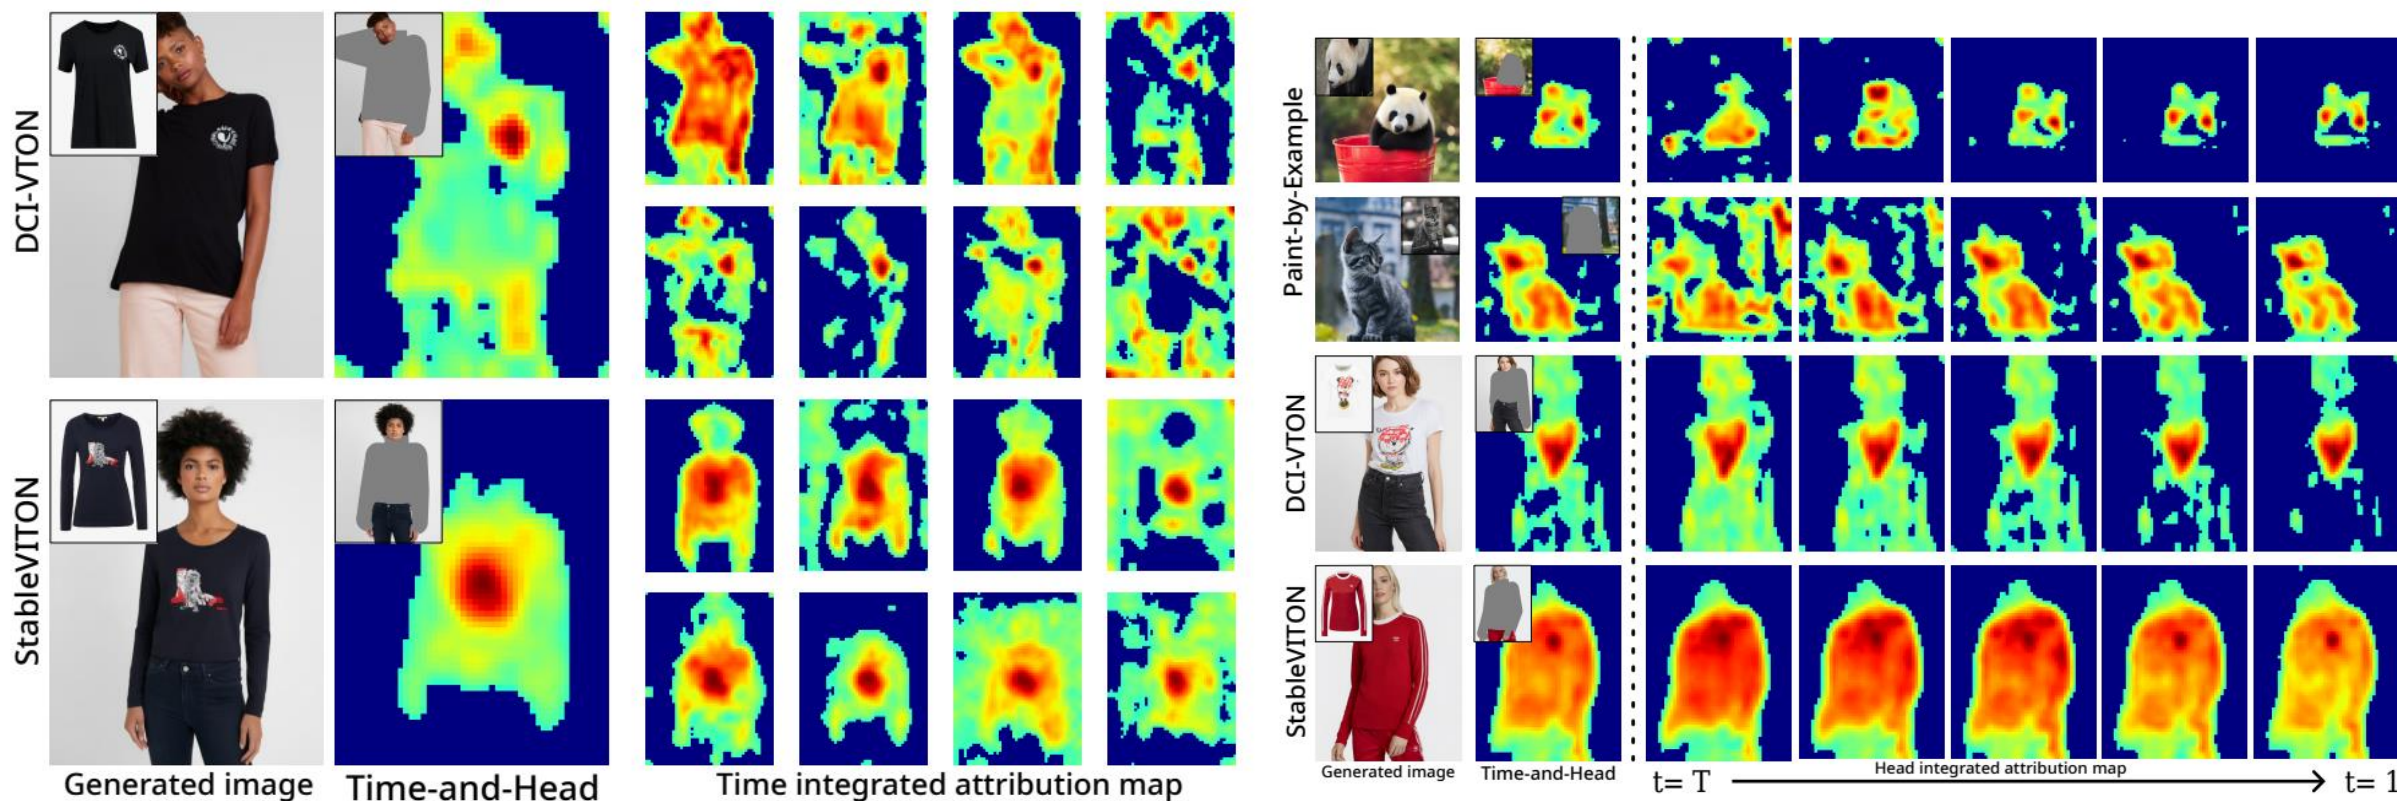 DCI-VTON
StableVITON
Generated image
Time-and-Head
Time integrated attribution map
Paint-by-Example
DCI-VTON
StableVITON
Generated image
Time-and-Head
t= T
Head integrated attribution map
t= 1